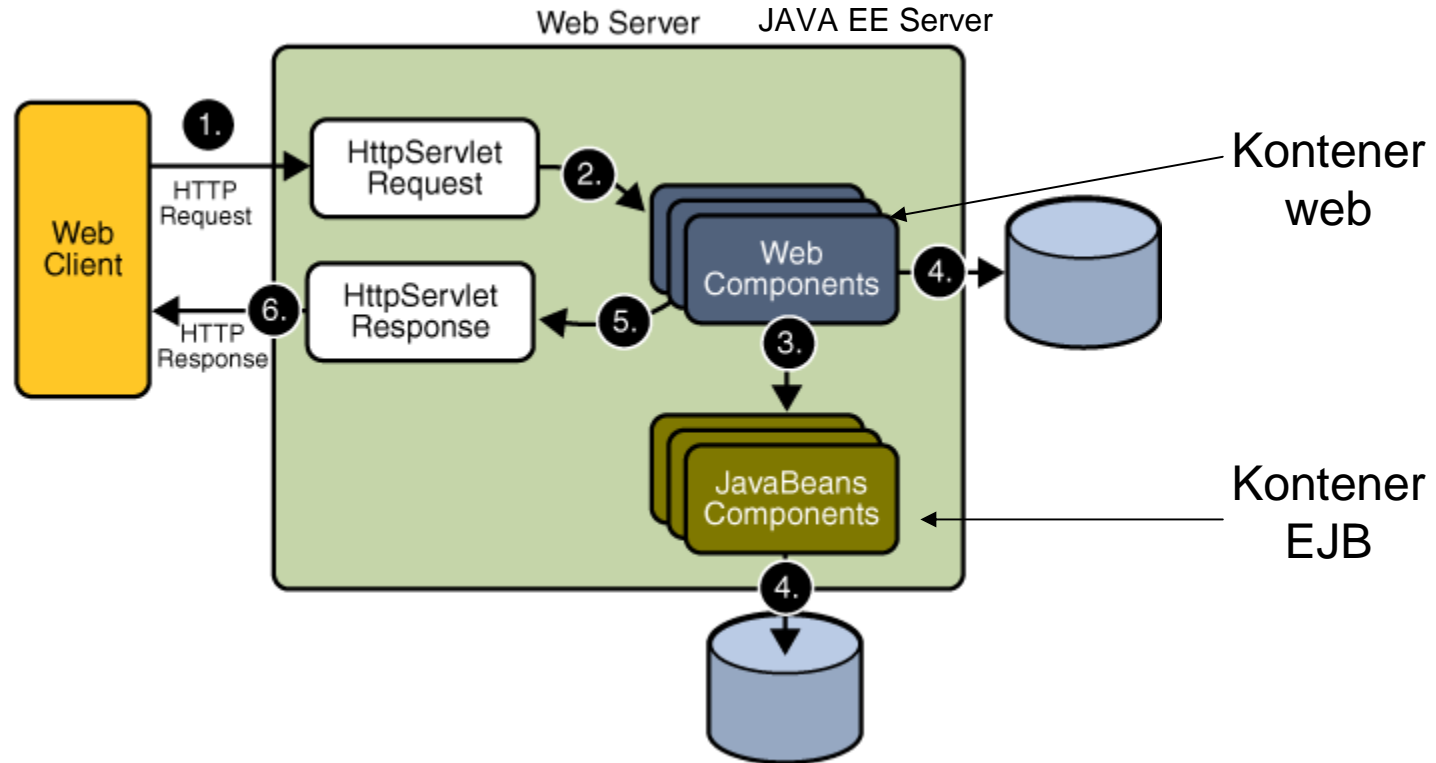 Web Server
JAVA EE Server
1.
HTTP
Request
HttpServlet
Request
2.
Kontener
web
Web
Client
Web
Components
4.
HttpServlet
Response
6.
HTTP
Response
5.
3.
JavaBeans
Components
Kontener
EJB
4.